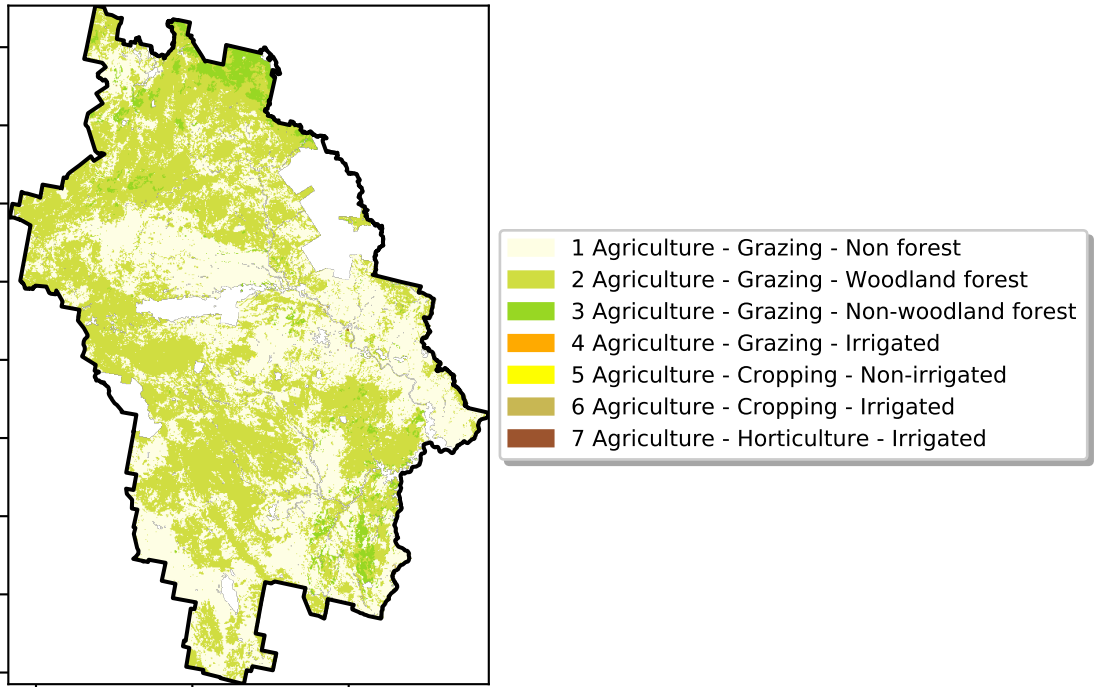 1 Agriculture - Grazing - Non forest
2 Agriculture - Grazing - Woodland forest
3 Agriculture - Grazing - Non-woodland forest
4 Agriculture - Grazing - Irrigated
5 Agriculture - Cropping - Non-irrigated
6 Agriculture - Cropping - Irrigated
7 Agriculture - Horticulture - Irrigated